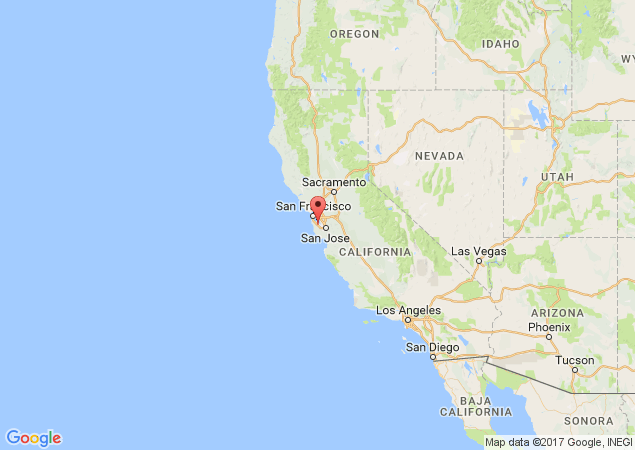 OREGON
IDAHO
WY
NEVADA
UTAH
Sacramento
San Francisco
San Jose
CALIFORNIA
Las Vegas
Los Angeles
ARIZONA
Phoenix
San Diego
Tucson
BAJA
CALIFORNIA
SONORA
Google
Map data ©2017 Google, INEGI